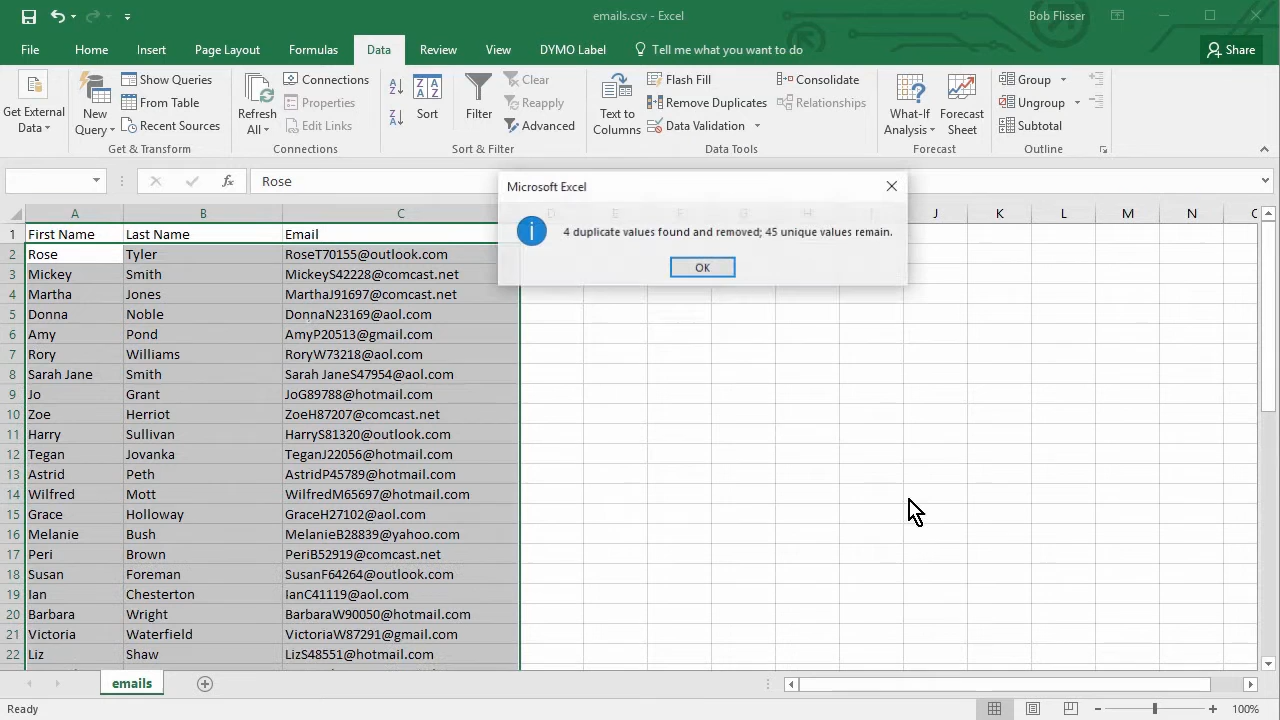 emails.csv - Excel
Bob Flisser
File Home Insert Page Layout Formulas Data Review View DYMO Label Tell me what you want to do Share
Get External Data
New Query
Show Queries
From Table
Recent Sources
Get & Transform
Refresh All
Connections
Properties
Edit Links
Connections
Sort
Filter
Clear
Reapply
Advanced
Sort & Filter
Text to Columns
Flash Fill
Remove Duplicates
Data Validation
Consolidate
Relationships
Data Tools
What-If Analysis
Forecast Sheet
Forecast
Group
Ungroup
Subtotal
Outline
fx Rose
Microsoft Excel
4 duplicate values found and removed; 45 unique values remain.
OK
A B C D E F G H I J K L M N
1 First Name Last Name Email
2 Rose Tyler RoseT70155@outlook.com
3 Mickey Smith MickeyS42228@comcast.net
4 Martha Jones MarthaJ91697@comcast.com
5 Donna Noble DonnaN23169@aol.com
6 Amy Pond AmyP20513@gmail.com
7 Rory Williams RoryW73218@aol.com
8 Sarah Jane Smith Sarah JaneS47954@aol.com
9 Jo Grant JoG89788@hotmail.com
10 Zoe Herriot ZoeH87207@comcast.net
11 Harry Sullivan HarryS81320@outlook.com
12 Tegan Jovanka TeganJ22056@hotmail.com
13 Astrid Peth AstridP45789@hotmail.com
14 Wilfred Mott WilfredM65697@hotmail.com
15 Grace Holloway GraceH27102@aol.com
16 Melanie Bush MelanieB28839@yahoo.com
17 Peri Brown PeriB52919@comcast.net
18 Susan Foreman SusanF64264@outlook.com
19 Ian Chesterton IanC41119@aol.com
20 Barbara Wright BarbaraW90050@hotmail.com
21 Victoria Waterfield VictoriaW87291@gmail.com
22 Liz Shaw LizS48551@hotmail.com
emails
Ready
100%